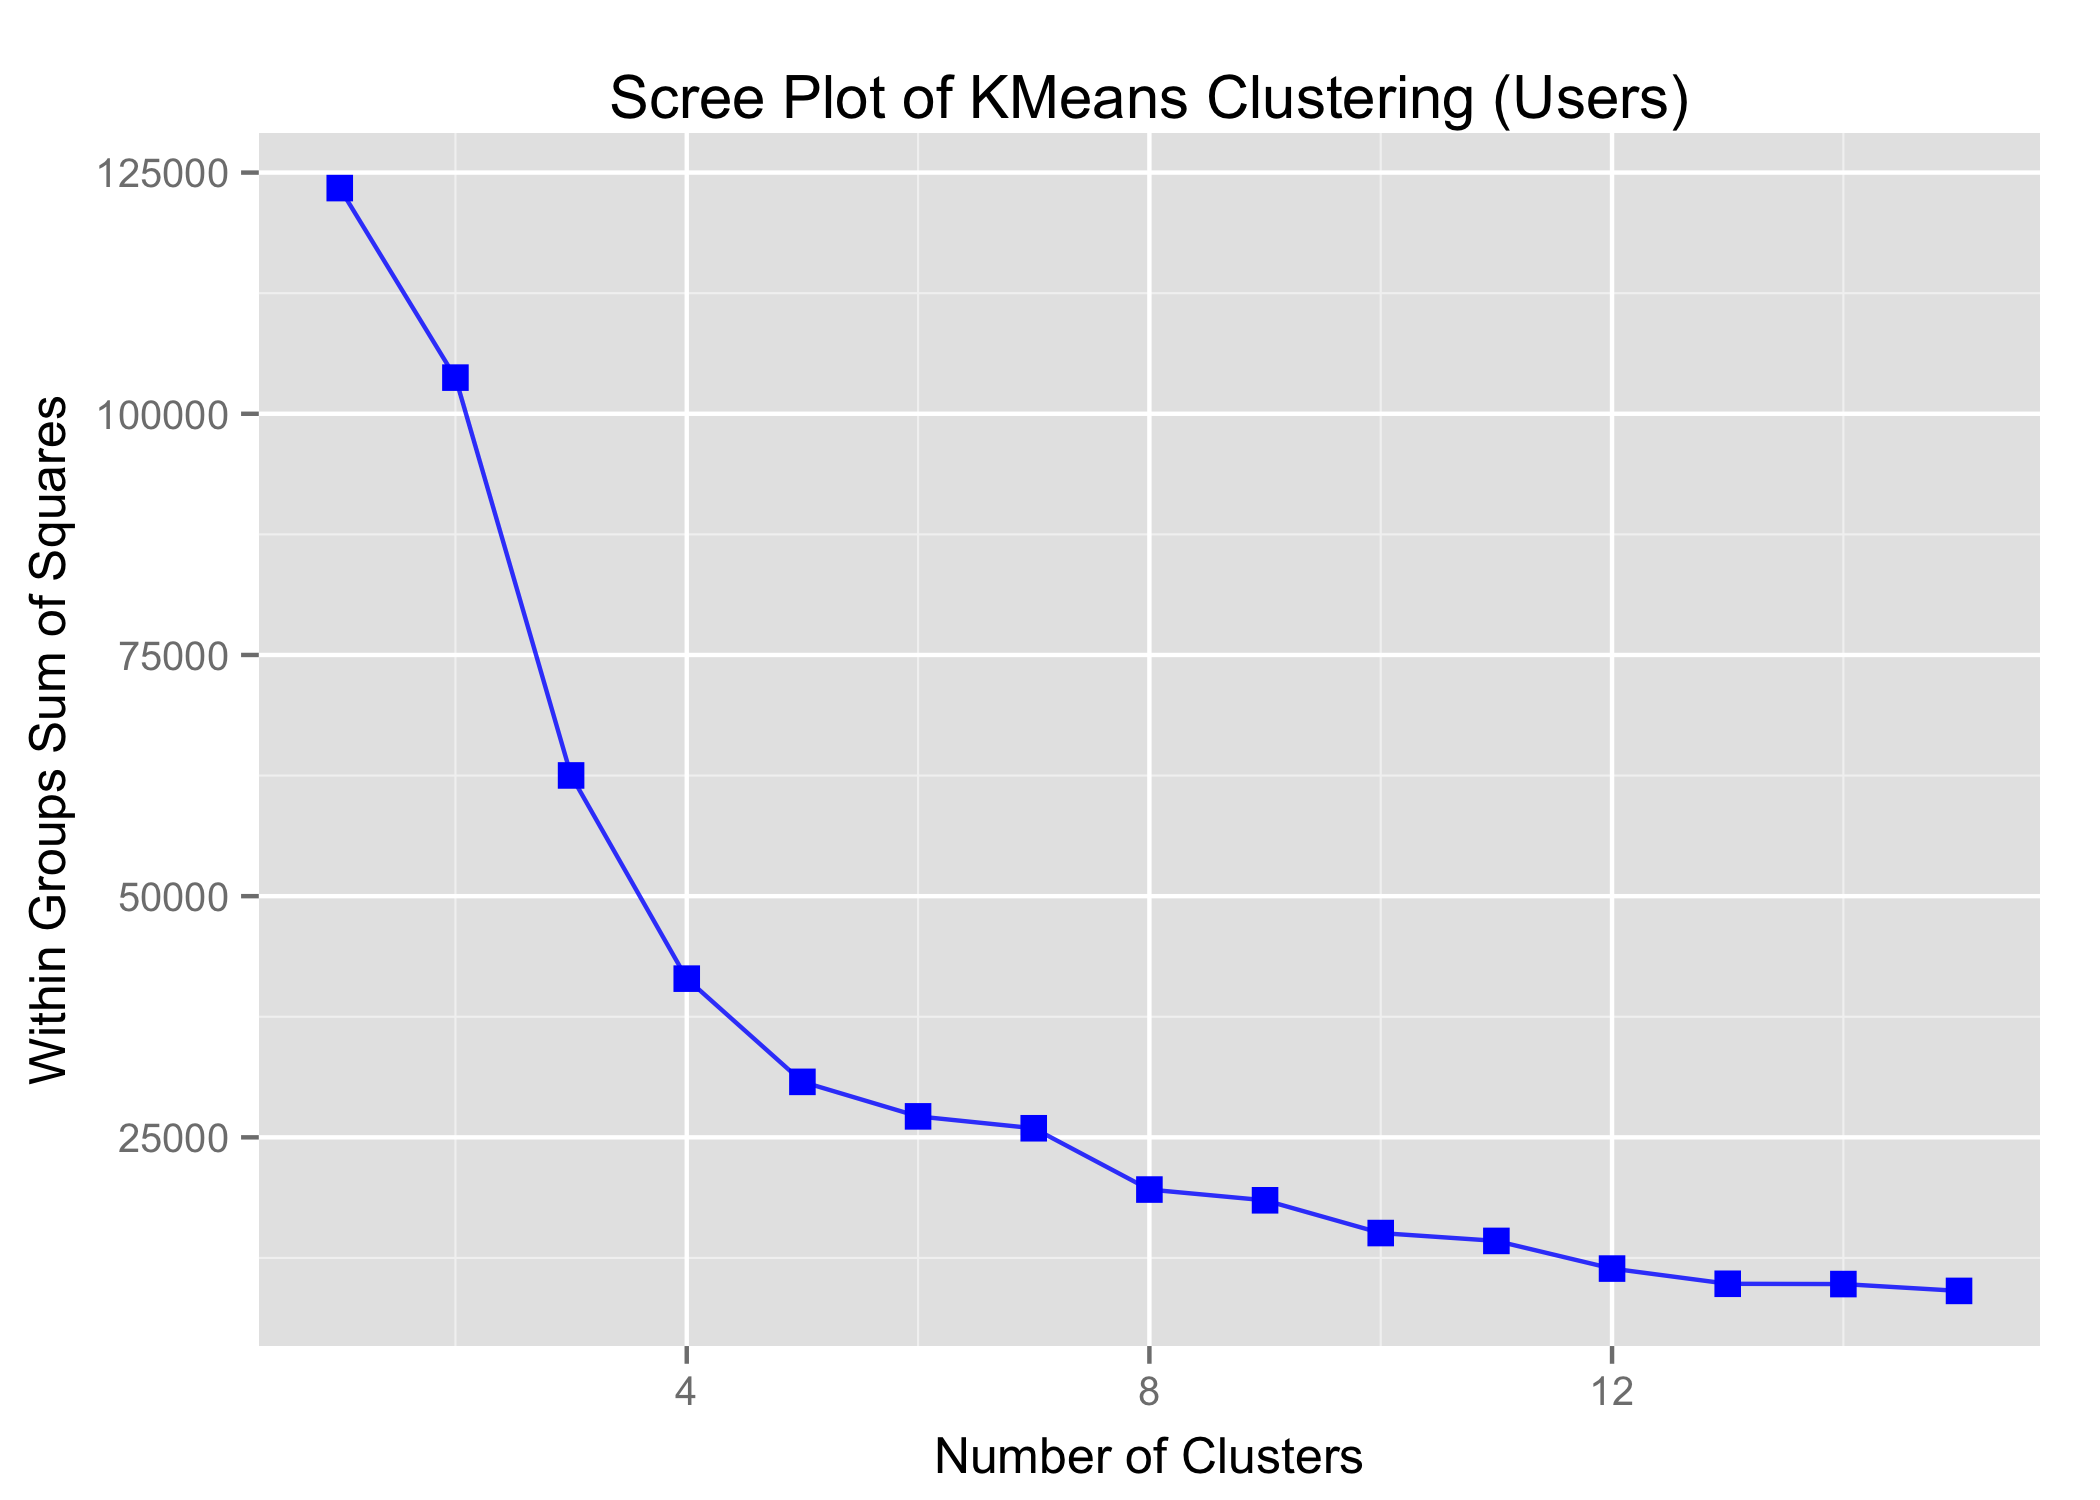 Scree Plot of KMeans Clustering (Users)
Within Groups Sum of Squares
125000
100000
75000
50000
25000
4
8
12
Number of Clusters